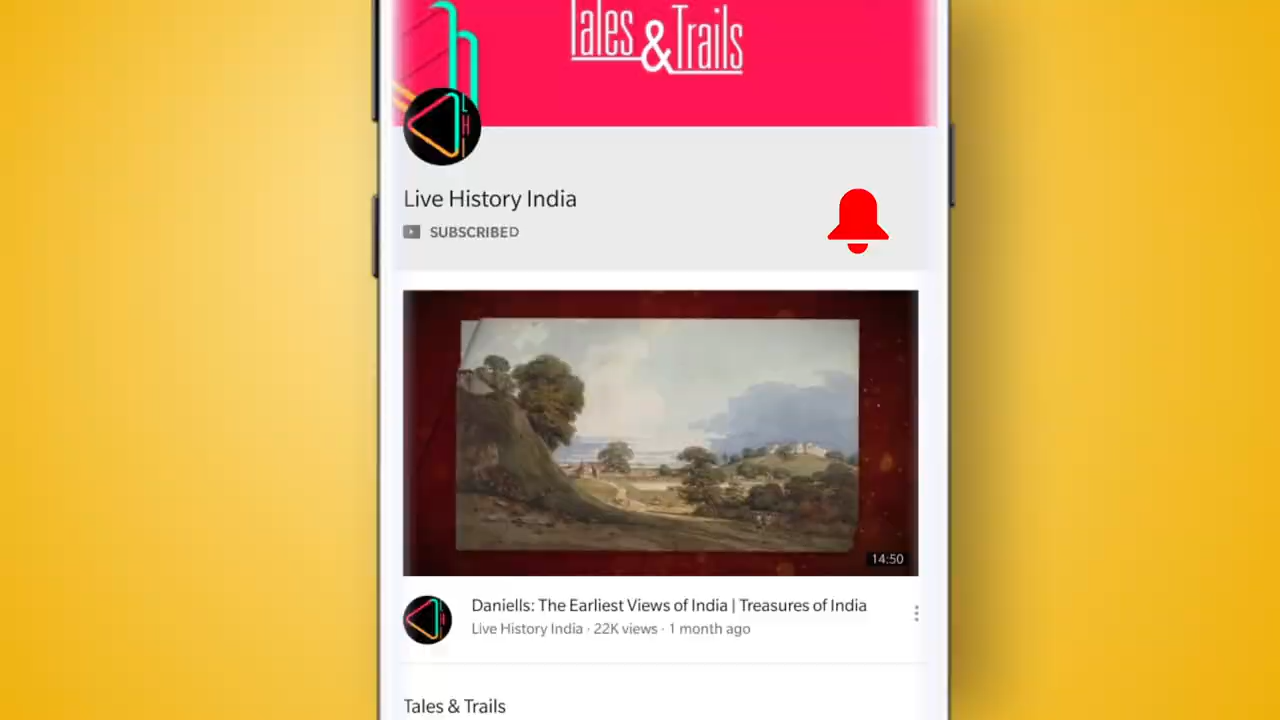 Tales
&
Trails
L
H
I
Live History India
SUBSCRIBED
14:50
Daniells: The Earliest Views of India | Treasures of India
Live History India · 22K views · 1 month ago
Tales & Trails